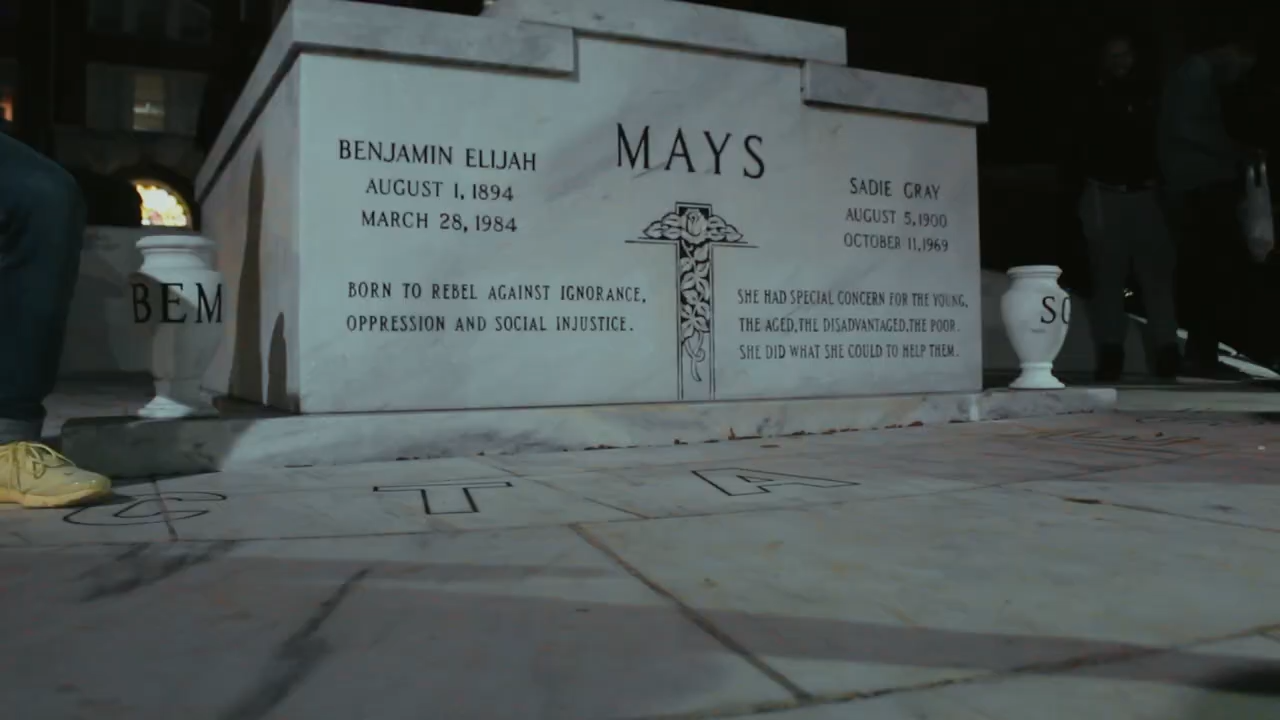 MAYS
BENJAMIN ELIJAH
AUGUST 1, 1894
MARCH 28, 1984
BORN TO REBEL AGAINST IGNORANCE,
OPPRESSION AND SOCIAL INJUSTICE.
SADIE GRAY
AUGUST 5, 1900
OCTOBER 11, 1969
SHE HAD SPECIAL CONCERN FOR THE YOUNG,
THE AGED, THE DISADVANTAGED, THE POOR.
SHE DID WHAT SHE COULD TO HELP THEM.
BEM
SC
C T A